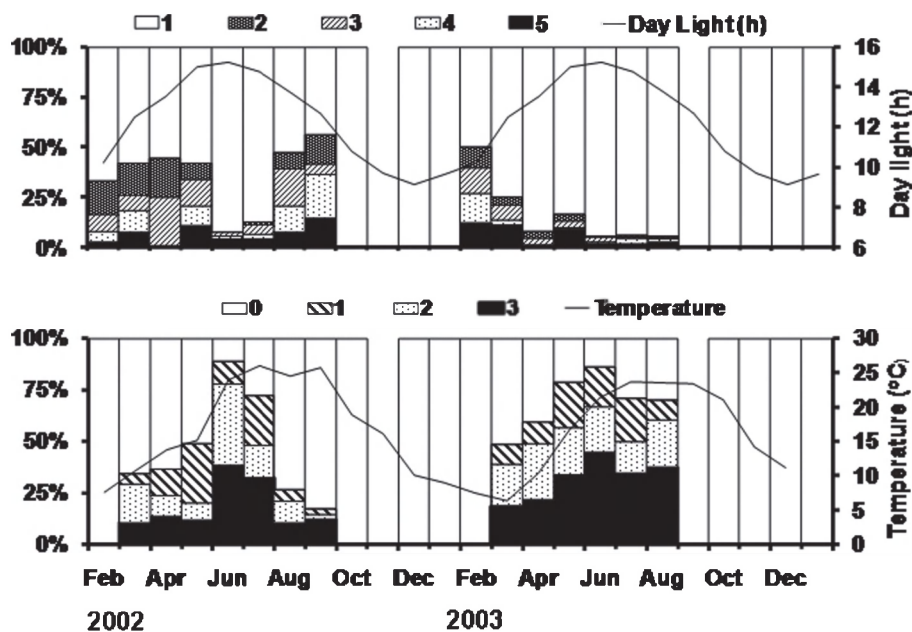 1 2 3 4 5 Day Light (h)
100% 16
75% 14
12
50% 10
25% 8
0% 6
Day light (h)
0 1 2 3 Temperature
100% 30
75% 25
20
50% 15
25% 10
5
0% 0
Temperature (°C)
Feb Apr Jun Aug Oct Dec Feb Apr Jun Aug Oct Dec
2002 2003